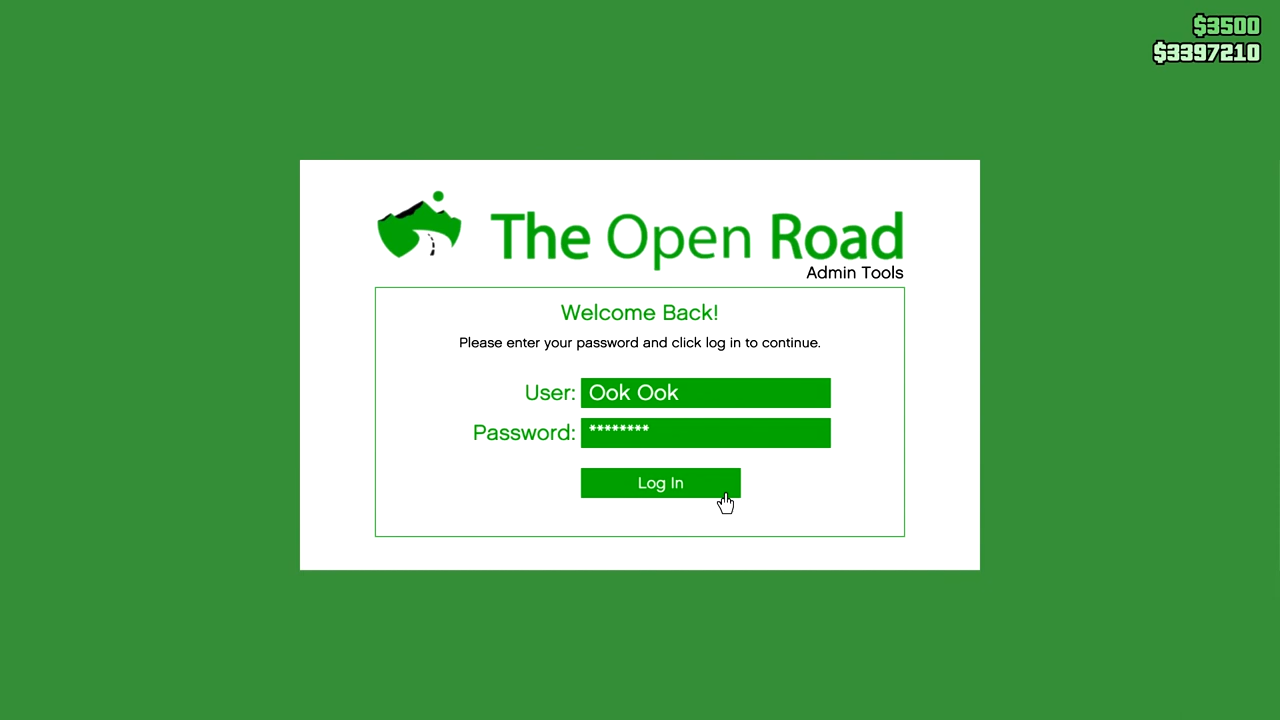 $3500
$3397210
The Open Road
Admin Tools
Welcome Back!
Please enter your password and click log in to continue.
User: Ook Ook
Password: ********
Log In